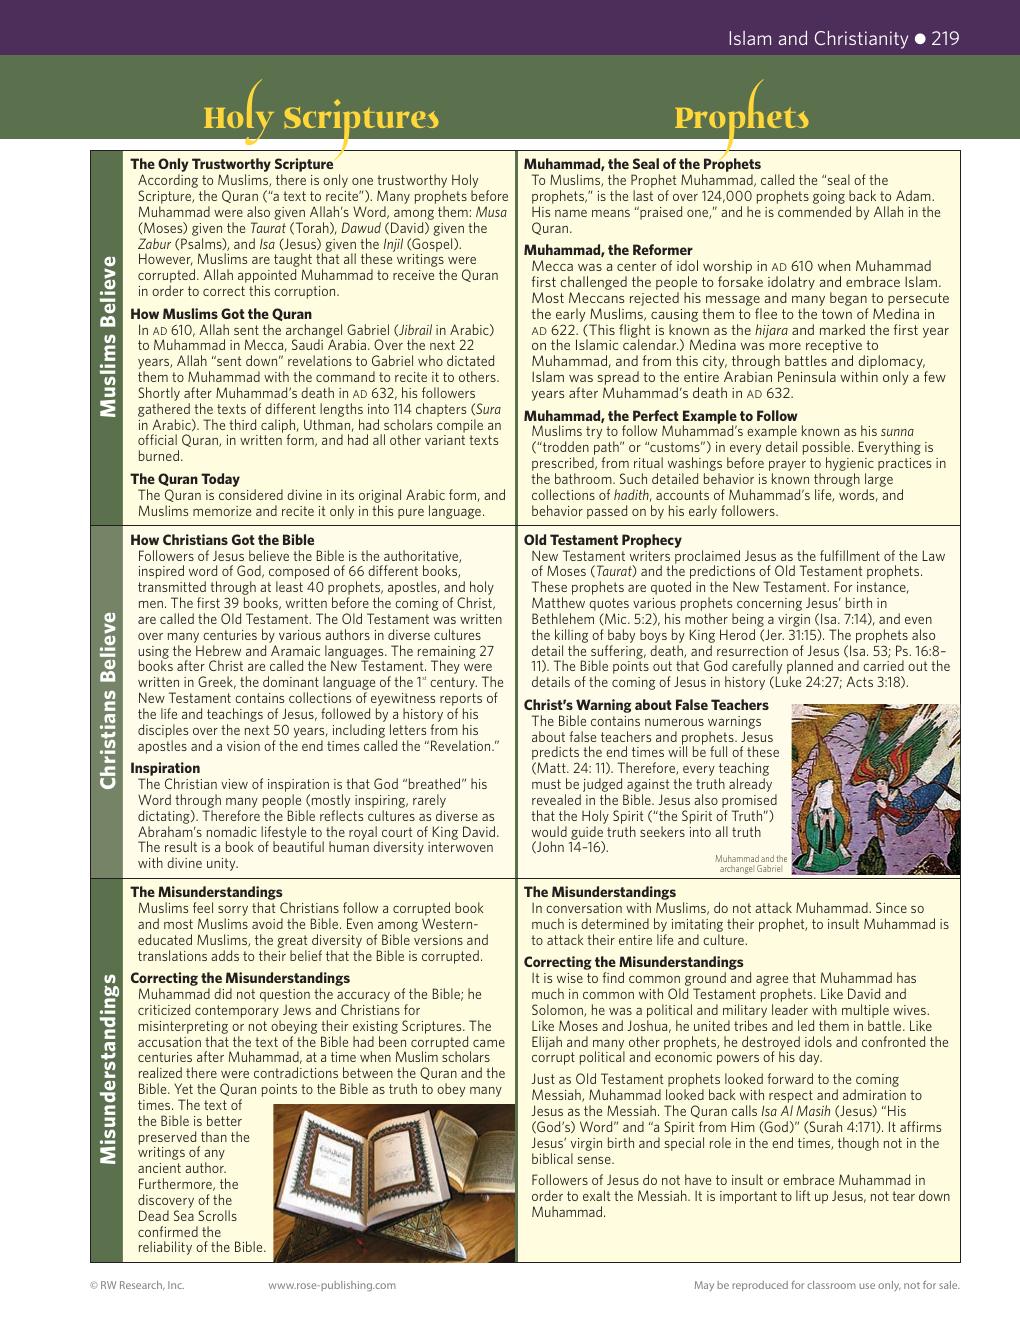 Islam and Christianity ● 219
Holy Scriptures
Prophets
Muslims Believe
The Only Trustworthy Scripture
According to Muslims, there is only one trustworthy Holy
Scripture, the Quran (“a text to recite”). Many prophets before
Muhammad were also given Allah’s Word, among them: Musa
(Moses) given the Taurat (Torah), Dawud (David) given the
Zabur (Psalms), and Isa (Jesus) given the Injil (Gospel).
However, Muslims are taught that all these writings were
corrupted. Allah appointed Muhammad to receive the Quran
in order to correct this corruption.
How Muslims Got the Quran
In AD 610, Allah sent the archangel Gabriel (Jibrail in Arabic)
to Muhammad in Mecca, Saudi Arabia. Over the next 22
years, Allah “sent down” revelations to Gabriel who dictated
them to Muhammad with the command to recite it to others.
Shortly after Muhammad’s death in AD 632, his followers
gathered the texts of different lengths into 114 chapters (Sura
in Arabic). The third caliph, Uthman, had scholars compile an
official Quran, in written form, and had all other variant texts
burned.
The Quran Today
The Quran is considered divine in its original Arabic form, and
Muslims memorize and recite it only in this pure language.
Muhammad, the Seal of the Prophets
To Muslims, the Prophet Muhammad, called the “seal of the
prophets,” is the last of over 124,000 prophets going back to Adam.
His name means “praised one,” and he is commended by Allah in the
Quran.
Muhammad, the Reformer
Mecca was a center of idol worship in AD 610 when Muhammad
first challenged the people to forsake idolatry and embrace Islam.
Most Meccans rejected his message and many began to persecute
the early Muslims, causing them to flee to the town of Medina in
AD 622. (This flight is known as the hijara and marked the first year
on the Islamic calendar.) Medina was more receptive to
Muhammad, and from this city, through battles and diplomacy,
Islam was spread to the entire Arabian Peninsula within only a few
years after Muhammad’s death in AD 632.
Muhammad, the Perfect Example to Follow
Muslims try to follow Muhammad’s example known as his sunna
(“trodden path” or “customs”) in every detail possible. Everything is
prescribed, from ritual washings before prayer to hygienic practices in
the bathroom. Such detailed behavior is known through large
collections of hadith, accounts of Muhammad’s life, words, and
behavior passed on by his early followers.
Christians Believe
How Christians Got the Bible
Followers of Jesus believe the Bible is the authoritative,
inspired word of God, composed of 66 different books,
transmitted through at least 40 prophets, apostles, and holy
men. The first 39 books, written before the coming of Christ,
are called the Old Testament. The Old Testament was written
over many centuries by various authors in diverse cultures
using the Hebrew and Aramaic languages. The remaining 27
books after Christ are called the New Testament. They were
written in Greek, the dominant language of the 1st century. The
New Testament contains collections of eyewitness reports of
the life and teachings of Jesus, followed by a history of his
disciples over the next 50 years, including letters from his
apostles and a vision of the end times called the “Revelation.”
Inspiration
The Christian view of inspiration is that God “breathed” his
Word through many people (mostly inspiring, rarely
dictating). Therefore the Bible reflects cultures as diverse as
Abraham’s nomadic lifestyle to the royal court of King David.
The result is a book of beautiful human diversity interwoven
with divine unity.
Old Testament Prophecy
New Testament writers proclaimed Jesus as the fulfillment of the Law
of Moses (Taurat) and the predictions of Old Testament prophets.
These prophets are quoted in the New Testament. For instance,
Matthew quotes various prophets concerning Jesus’ birth in
Bethlehem (Mic. 5:2), his mother being a virgin (Isa. 7:14), and even
the killing of baby boys by King Herod (Jer. 31:15). The prophets also
detail the suffering, death, and resurrection of Jesus (Isa. 53; Ps. 16:8–
11). The Bible points out that God carefully planned and carried out the
details of the coming of Jesus in history (Luke 24:27; Acts 3:18).
Christ’s Warning about False Teachers
The Bible contains numerous warnings
about false teachers and prophets. Jesus
predicts the end times will be full of these
(Matt. 24: 11). Therefore, every teaching
must be judged against the truth already
revealed in the Bible. Jesus also promised
that the Holy Spirit (“the Spirit of Truth”)
would guide truth seekers into all truth
(John 14–16).
Muhammad and the
archangel Gabriel
Misunderstandings
The Misunderstandings
Muslims feel sorry that Christians follow a corrupted book
and most Muslims avoid the Bible. Even among Western-
educated Muslims, the great diversity of Bible versions and
translations adds to their belief that the Bible is corrupted.
Correcting the Misunderstandings
Muhammad did not question the accuracy of the Bible; he
criticized contemporary Jews and Christians for
misinterpreting or not obeying their existing Scriptures. The
accusation that the text of the Bible had been corrupted came
centuries after Muhammad, at a time when Muslim scholars
realized there were contradictions between the Quran and the
Bible. Yet the Quran points to the Bible as truth to obey many
times. The text of
the Bible is better
preserved than the
writings of any
ancient author.
Furthermore, the
discovery of the
Dead Sea Scrolls
confirmed the
reliability of the Bible.
The Misunderstandings
In conversation with Muslims, do not attack Muhammad. Since so
much is determined by imitating their prophet, to insult Muhammad is
to attack their entire life and culture.
Correcting the Misunderstandings
It is wise to find common ground and agree that Muhammad has
much in common with Old Testament prophets. Like David and
Solomon, he was a political and military leader with multiple wives.
Like Moses and Joshua, he united tribes and led them in battle. Like
Elijah and many other prophets, he destroyed idols and confronted the
corrupt political and economic powers of his day.
Just as Old Testament prophets looked forward to the coming
Messiah, Muhammad looked back with respect and admiration to
Jesus as the Messiah. The Quran calls Isa Al Masih (Jesus) “His
(God’s) Word” and “a Spirit from Him (God)” (Surah 4:171). It affirms
Jesus’ virgin birth and special role in the end times, though not in the
biblical sense.
Followers of Jesus do not have to insult or embrace Muhammad in
order to exalt the Messiah. It is important to lift up Jesus, not tear down
Muhammad.
© RW Research, Inc.
www.rose-publishing.com
May be reproduced for classroom use only, not for sale.